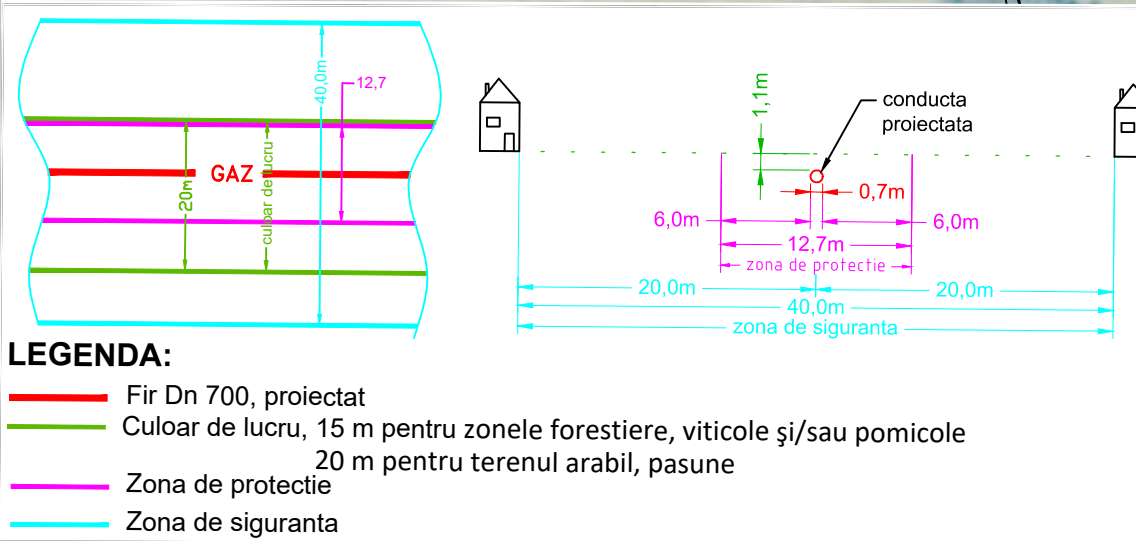 40,0m
12,7
20m
GAZ
culoar de lucru
1,1m
conducta
proiectata
0,7m
6,0m
6,0m
12,7m
zona de protectie
20,0m
20,0m
40,0m
zona de siguranta
LEGENDA:
Fir Dn 700, proiectat
Culoar de lucru, 15 m pentru zonele forestiere, viticole și/sau pomicole
20 m pentru terenul arabil, pasune
Zona de protectie
Zona de siguranta